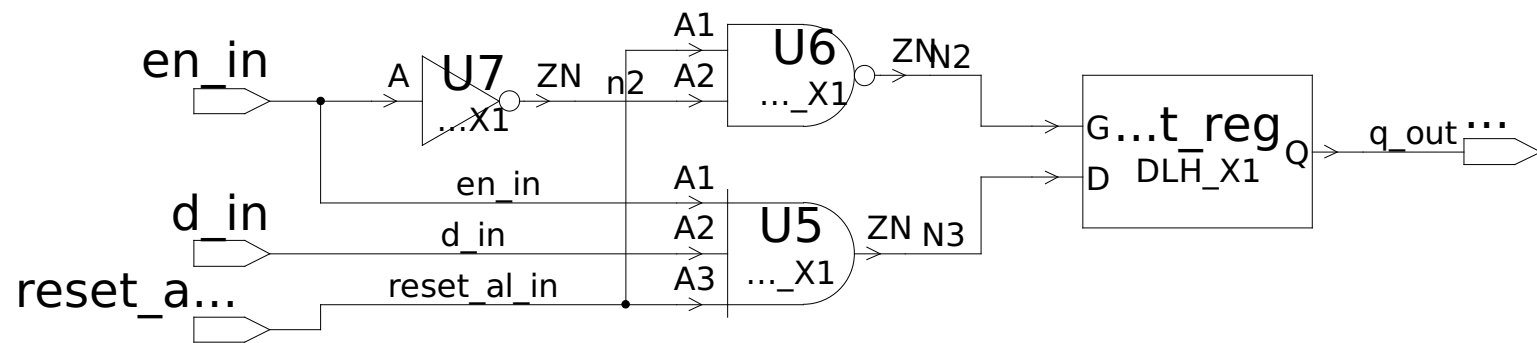 en_in
A
U7
...X1
ZN
n2
A1
A2
U6
..._X1
ZN
N2
d_in
en_in
d_in
A1
A2
A3
U5
..._X1
ZN
N3
reset_a...
reset_al_in
G
D
...t_reg
DLH_X1
Q
q_out
...